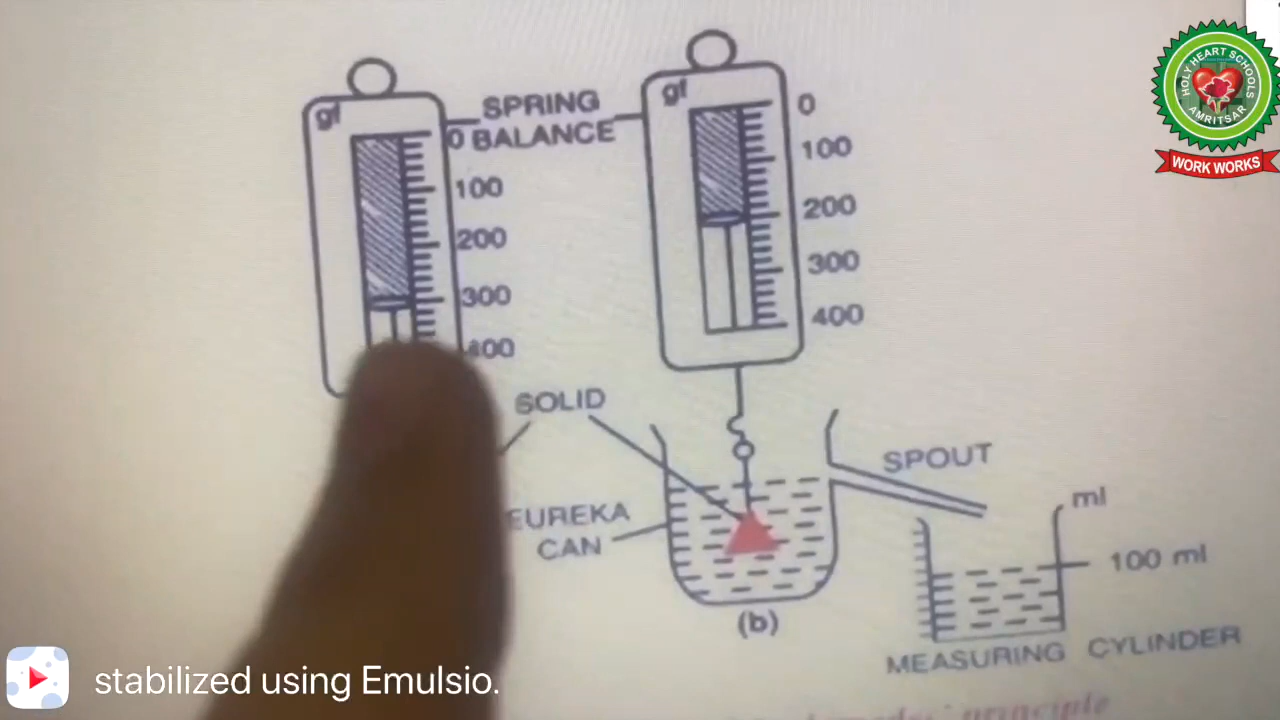 gf
SPRING
BALANCE
0
100
200
300
400
gf
0
100
200
300
400
SOLID
EUREKA
CAN
SPOUT
ml
100 ml
(b)
MEASURING CYLINDER
principle
HOLY HEART SCHOOLS
AMRITSAR
WORK WORKS
stabilized using Emulsio.